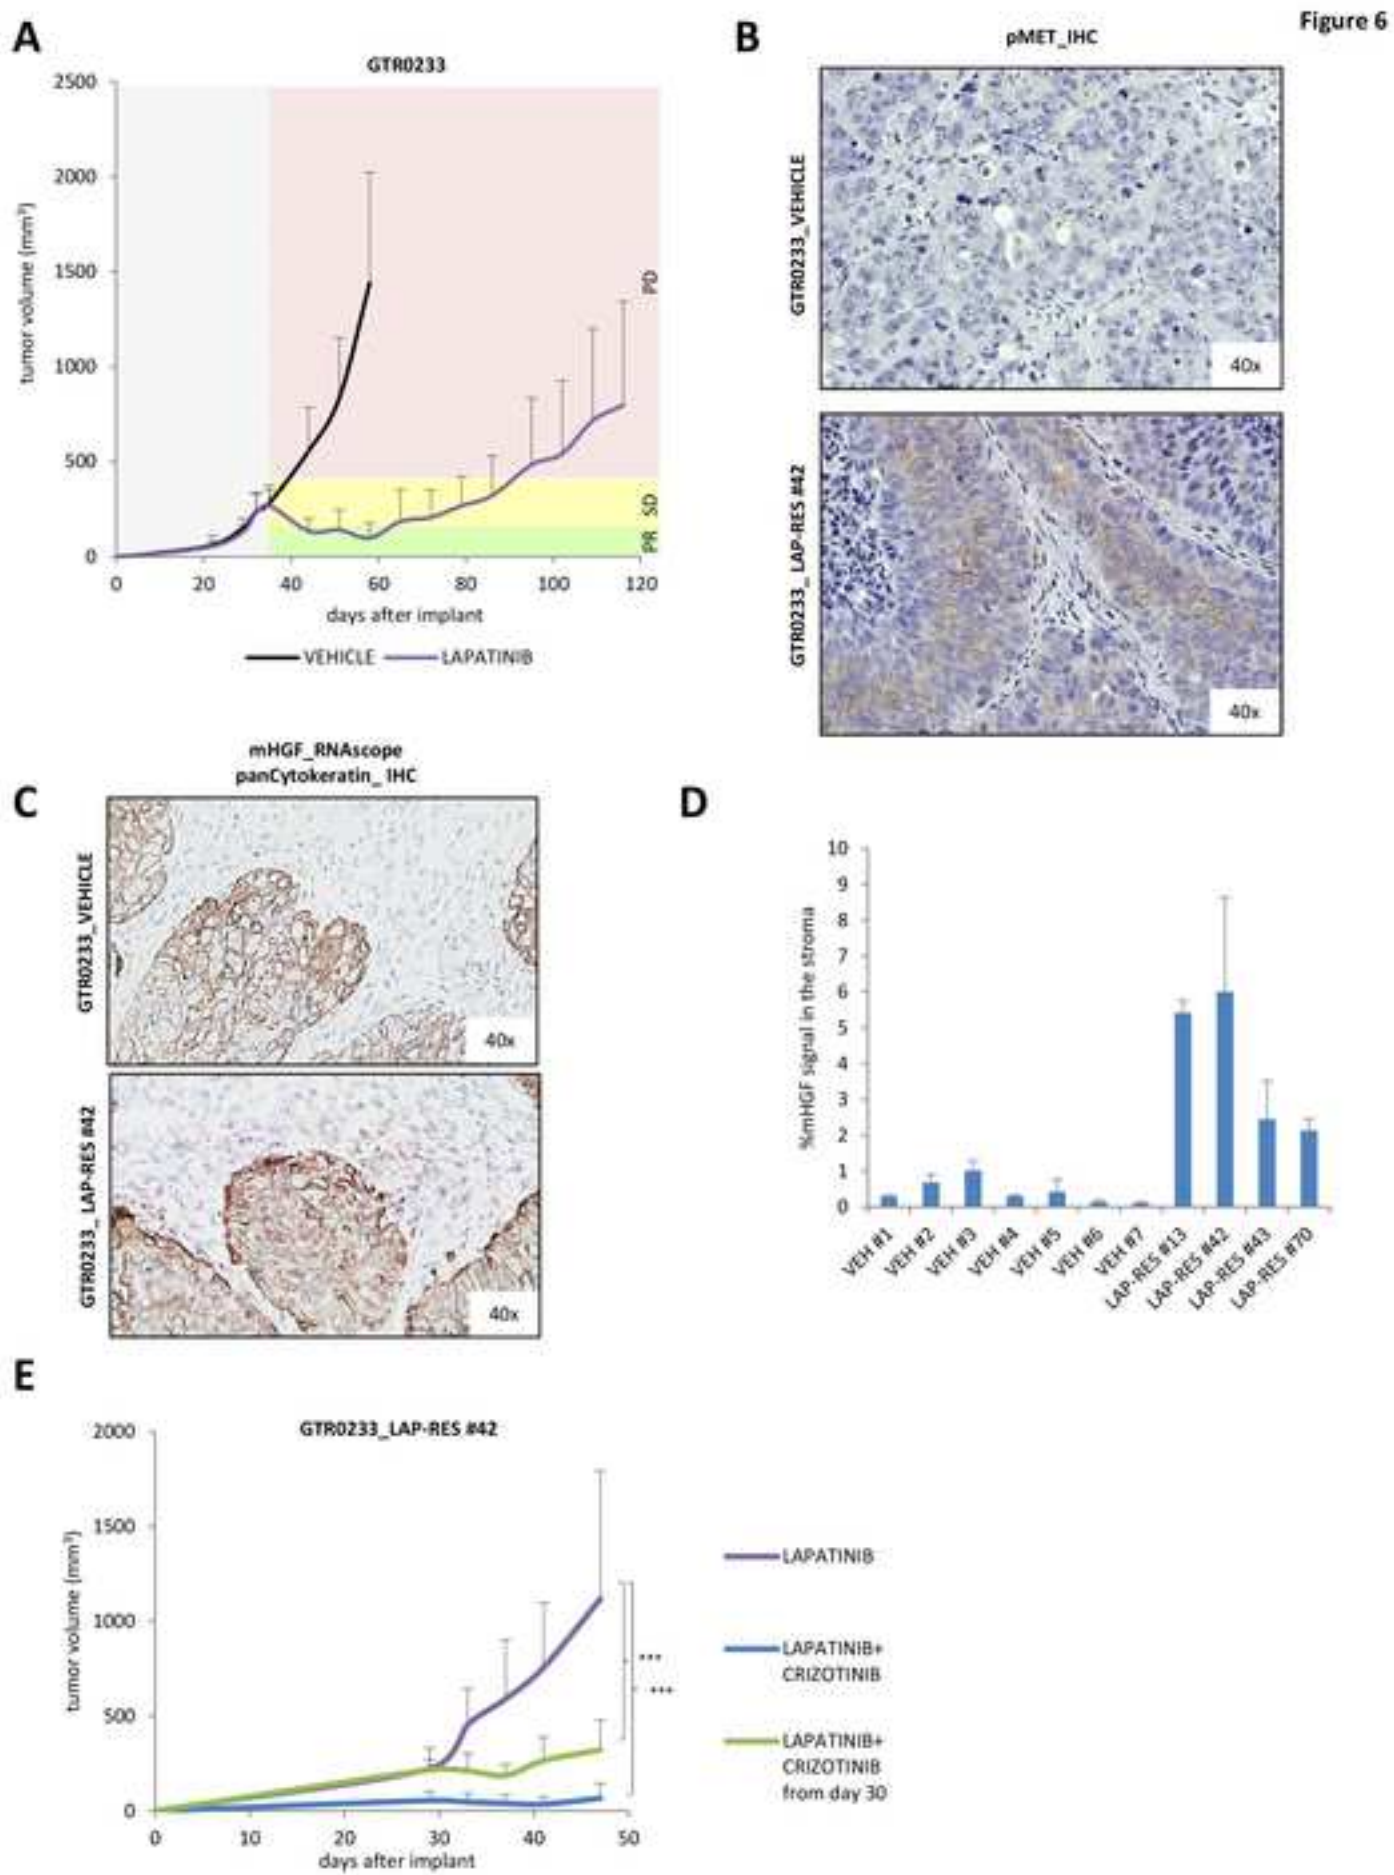 Figure 6
A
GTR0233
2500
2000
1500
1000
500
0
tumor volume (mm³)
PD
SD
PR
0 20 40 60 80 100 120
days after implant
VEHICLE LAPATINIB
B
pMET_IHC
GTR0233_VEHICLE
40x
GTR0233_ LAP-RES #42
40x
mHGF_RNAscope
panCytokeratin_ IHC
C
GTR0233_VEHICLE
40x
GTR0233_ LAP-RES #42
40x
D
10
9
8
7
6
5
4
3
2
1
0
%mHGF signal in the stroma
VEH #1
VEH #2
VEH #3
VEH #4
VEH #5
VEH #6
VEH #7
LAP-RES #13
LAP-RES #42
LAP-RES #43
LAP-RES #70
E
GTR0233_LAP-RES #42
2000
1500
1000
500
0
tumor volume (mm³)
0 10 20 30 40 50
days after implant
***
***
LAPATINIB
LAPATINIB+
CRIZOTINIB
LAPATINIB+
CRIZOTINIB
from day 30